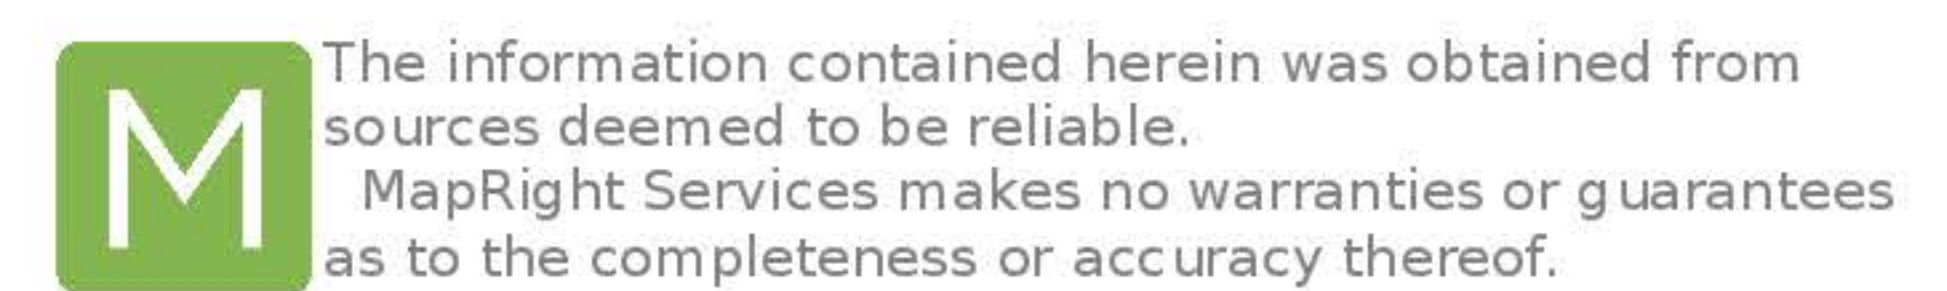 M
The information contained herein was obtained from
sources deemed to be reliable.
MapRight Services makes no warranties or guarantees
as to the completeness or accuracy thereof.